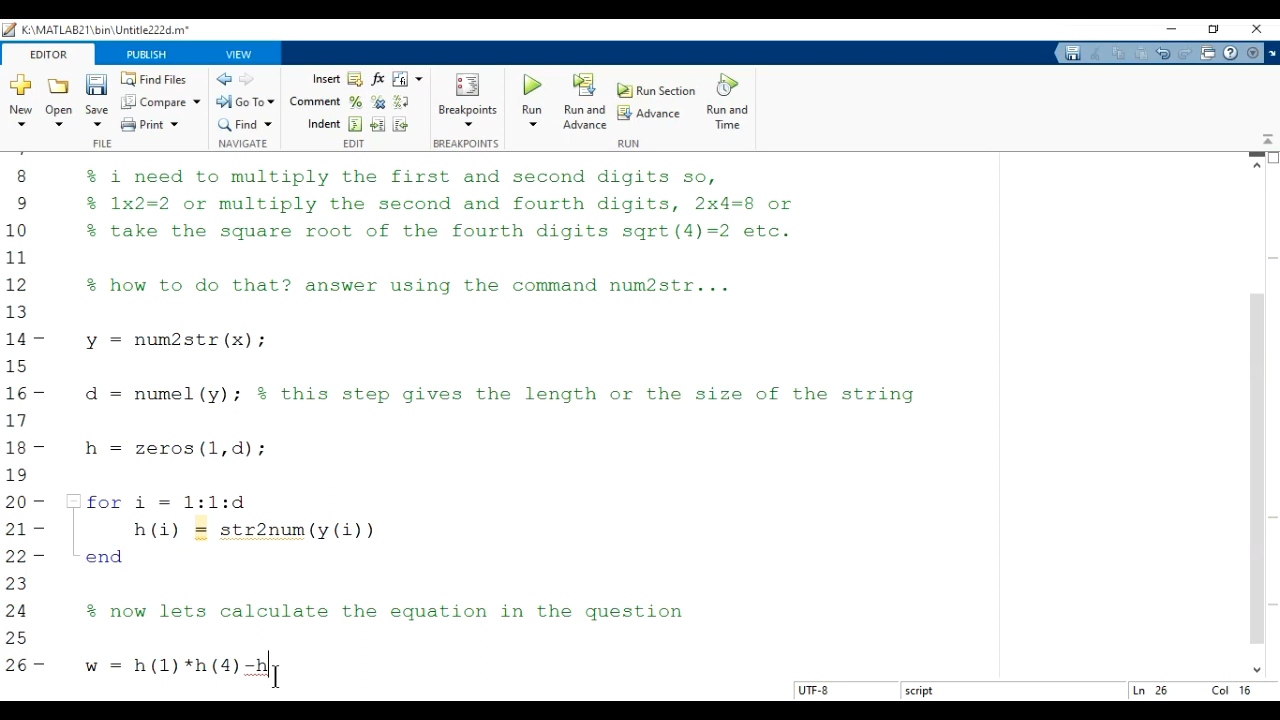 K:\MATLAB21\bin\Untitle222d.m*
EDITOR PUBLISH VIEW
New Open Save Find Files Compare Print
Go To Find
Insert fx
Comment %
Indent
Breakpoints
Run Run and Advance Run Section Advance Run and Time
FILE NAVIGATE EDIT BREAKPOINTS RUN
8 % i need to multiply the first and second digits so,
9 % 1x2=2 or multiply the second and fourth digits, 2x4=8 or
10 % take the square root of the fourth digits sqrt(4)=2 etc.
11
12 % how to do that? answer using the command num2str...
13
14 y = num2str(x);
15
16 d = numel(y); % this step gives the length or the size of the string
17
18 h = zeros(1,d);
19
20 for i = 1:1:d
21 h(i) = str2num(y(i))
22 end
23
24 % now lets calculate the equation in the question
25
26 w = h(1)*h(4)-h
UTF-8 script Ln 26 Col 16